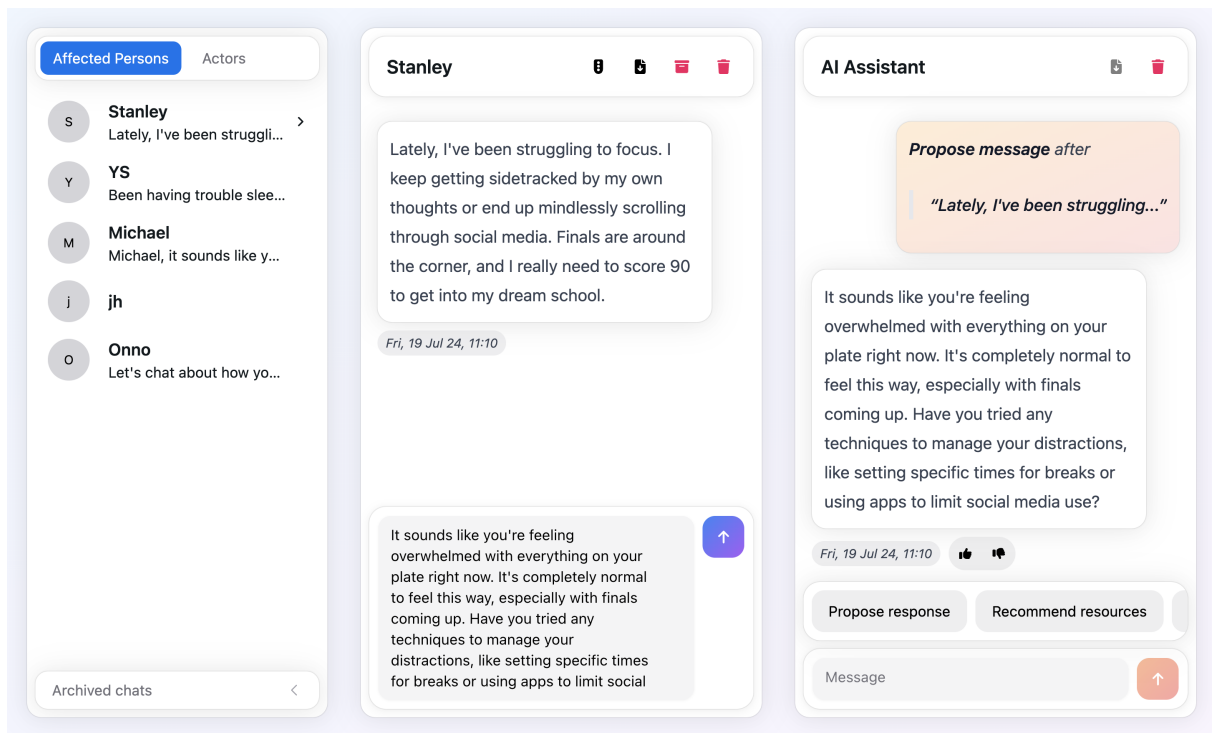 Affected Persons
Actors
S
Stanley
Lately, I've been struggli...
Y
YS
Been having trouble slee...
M
Michael
Michael, it sounds like y...
j
jh
O
Onno
Let's chat about how yo...
Archived chats
Stanley
Lately, I've been struggling to focus. I
keep getting sidetracked by my own
thoughts or end up mindlessly scrolling
through social media. Finals are around
the corner, and I really need to score 90
to get into my dream school.
Fri, 19 Jul 24, 11:10
It sounds like you're feeling
overwhelmed with everything on your
plate right now. It's completely normal
to feel this way, especially with finals
coming up. Have you tried any
techniques to manage your
distractions, like setting specific times
for breaks or using apps to limit social
AI Assistant
Propose message after
“Lately, I've been struggling...”
It sounds like you're feeling
overwhelmed with everything on your
plate right now. It's completely normal to
feel this way, especially with finals
coming up. Have you tried any
techniques to manage your distractions,
like setting specific times for breaks or
using apps to limit social media use?
Fri, 19 Jul 24, 11:10
Propose response
Recommend resources
Message